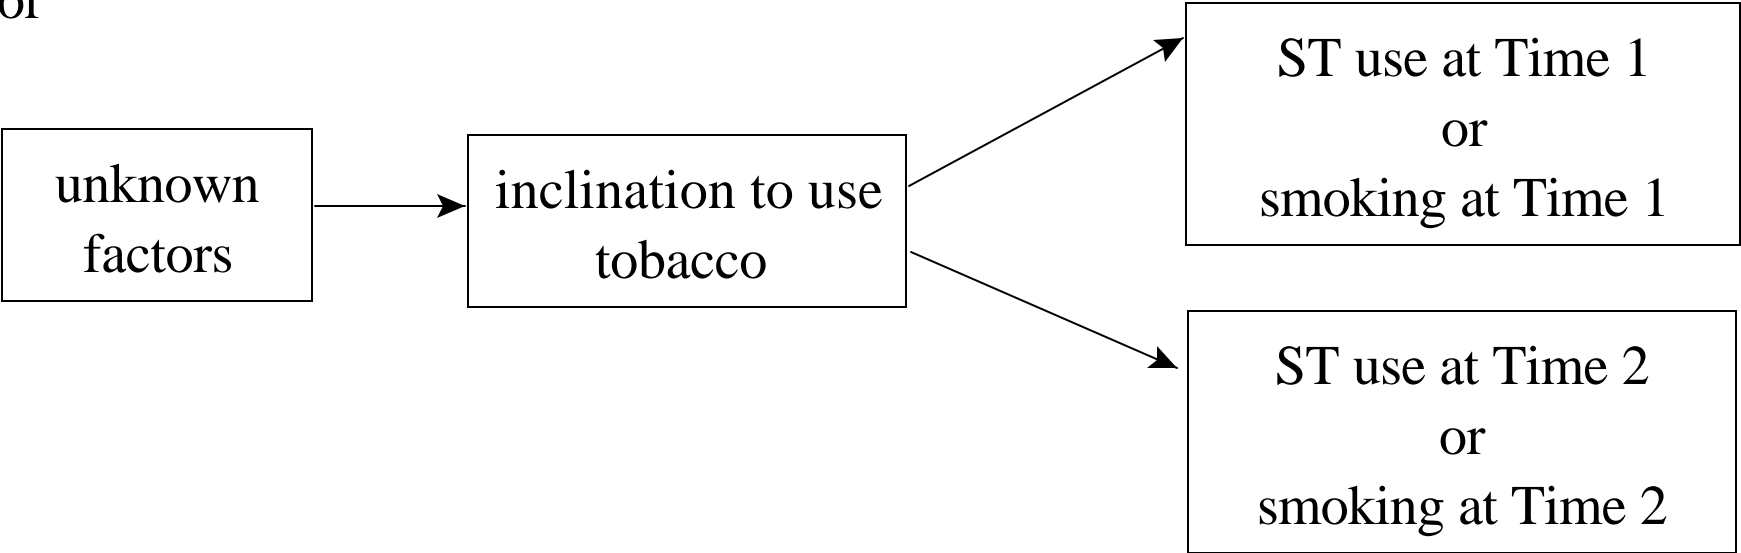 or
unknown
factors
inclination to use
tobacco
ST use at Time 1
or
smoking at Time 1
ST use at Time 2
or
smoking at Time 2